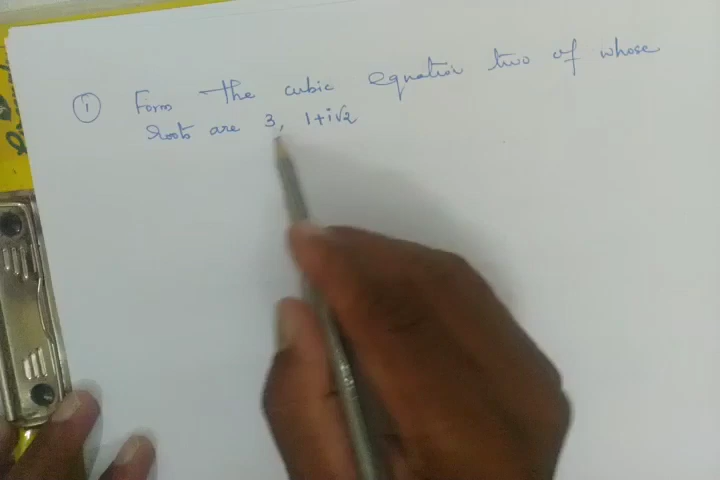 ① Form the cubic equation two of whose
roots are 3, 1+i√2